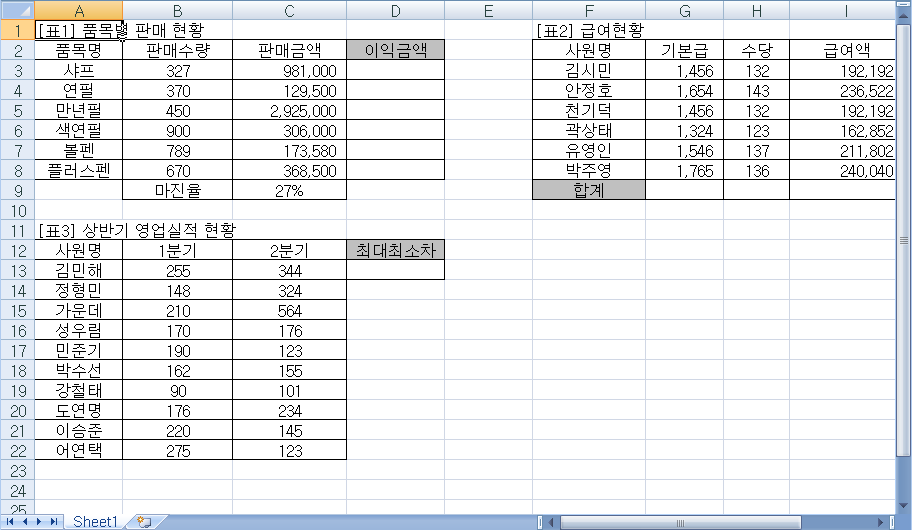 A B C D E F G H I
1 [표1] 품목별 판매 현황 [표2] 급여현황
2 품목명 판매수량 판매금액 이익금액 사원명 기본급 수당 급여액
3 샤프 327 981,000 김시민 1,456 132 192,192
4 연필 370 129,500 안정호 1,654 143 236,522
5 만년필 450 2,925,000 천기덕 1,456 132 192,192
6 색연필 900 306,000 곽상태 1,324 123 162,852
7 볼펜 789 173,580 유영인 1,546 137 211,802
8 플러스펜 670 368,500 박주영 1,765 136 240,040
9 마진율 27% 합계
10
11 [표3] 상반기 영업실적 현황
12 사원명 1분기 2분기 최대최소차
13 김민해 255 344
14 정형민 148 324
15 가운데 210 564
16 성우림 170 176
17 민준기 190 123
18 박수선 162 155
19 강철태 90 101
20 도연명 176 234
21 이승준 220 145
22 어연택 275 123
23
24
25
Sheet1